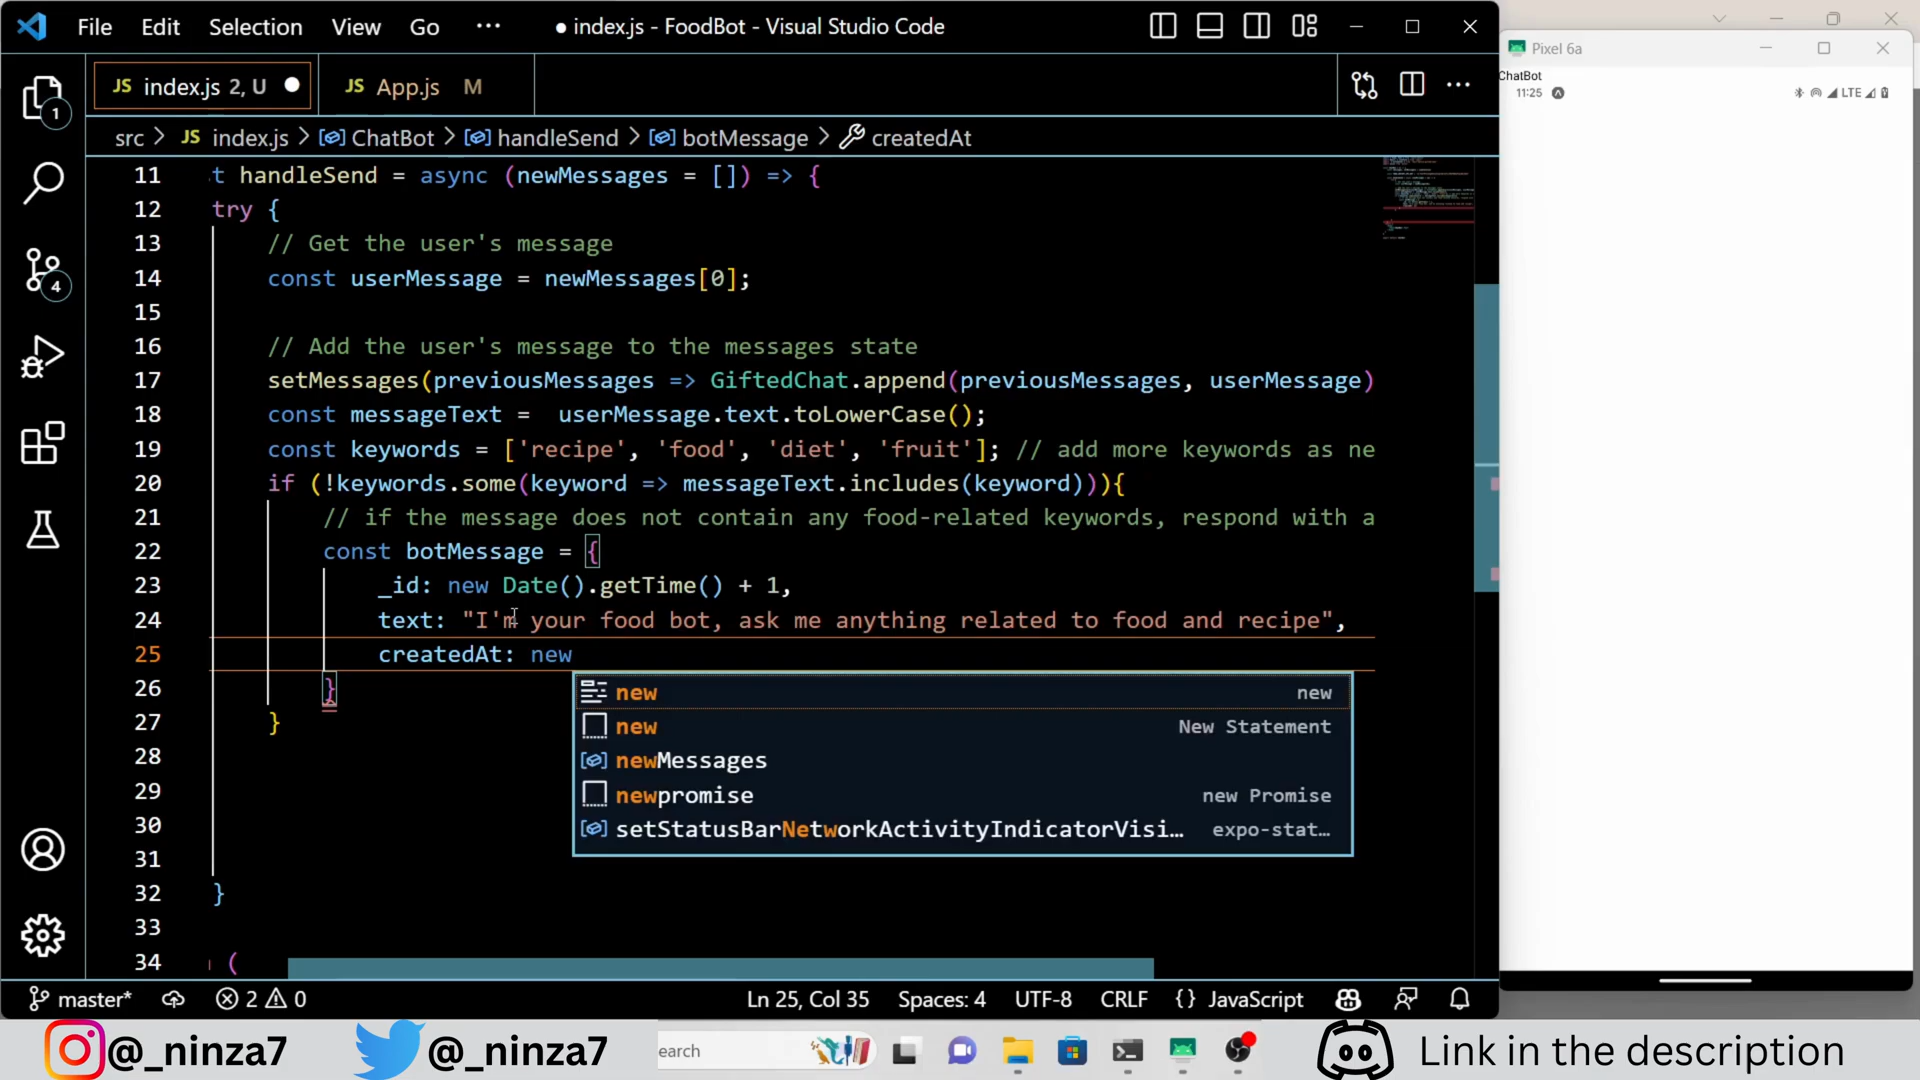 File Edit Selection View Go ··· ● index.js - FoodBot - Visual Studio Code
JS index.js 2, U ● JS App.js M
src > JS index.js > ChatBot > handleSend > botMessage > createdAt
11 t handleSend = async (newMessages = []) => {
12 try {
13 // Get the user's message
14 const userMessage = newMessages[0];
15
16 // Add the user's message to the messages state
17 setMessages(previousMessages => GiftedChat.append(previousMessages, userMessage)
18 const messageText =  userMessage.text.toLowerCase();
19 const keywords = ['recipe', 'food', 'diet', 'fruit']; // add more keywords as ne
20 if (!keywords.some(keyword => messageText.includes(keyword))){
21 // if the message does not contain any food-related keywords, respond with a
22 const botMessage = {
23 _id: new Date().getTime() + 1,
24 text: "I'm your food bot, ask me anything related to food and recipe",
25 createdAt: new
26 }
27 }
28
29
30
31
32 }
33
34 (
new new
new New Statement
newMessages
newpromise new Promise
setStatusBarNetworkActivityIndicatorVisi… expo-stat…
1
4
master* 2 0 Ln 25, Col 35 Spaces: 4 UTF-8 CRLF {} JavaScript
Pixel 6a
ChatBot
11:25 LTE
@_ninza7 @_ninza7 earch Link in the description